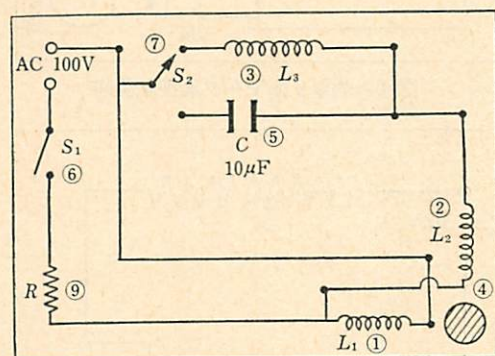 ⑦
AC 100V
S₂
③
L₃
S₁
C
⑤
⑥
10μF
②
L₂
R
⑨
④
L₁
①